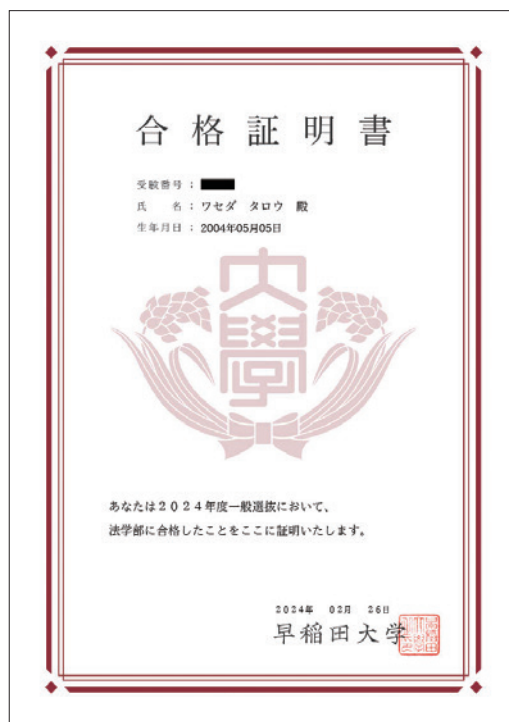 合格証明書
受験番号：
氏　　名：ワセダ　タロウ　殿
生年月日：2004年05月05日
大學
あなたは２０２４年度一般選抜において、
法学部に合格したことをここに証明いたします。
2024年　02月　26日
早稲田大学